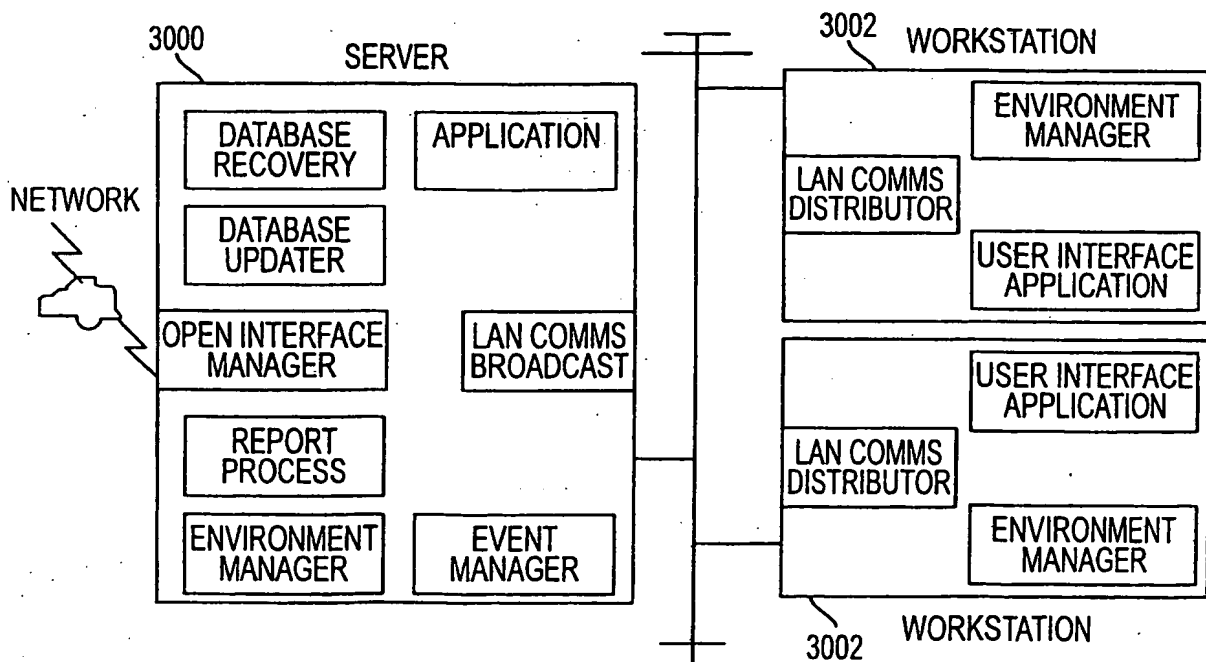 3000
SERVER
DATABASE
RECOVERY
APPLICATION
NETWORK
DATABASE
UPDATER
OPEN INTERFACE
MANAGER
LAN COMMS
BROADCAST
REPORT
PROCESS
ENVIRONMENT
MANAGER
EVENT
MANAGER
3002
WORKSTATION
ENVIRONMENT
MANAGER
LAN COMMS
DISTRIBUTOR
USER INTERFACE
APPLICATION
USER INTERFACE
APPLICATION
LAN COMMS
DISTRIBUTOR
ENVIRONMENT
MANAGER
3002
WORKSTATION